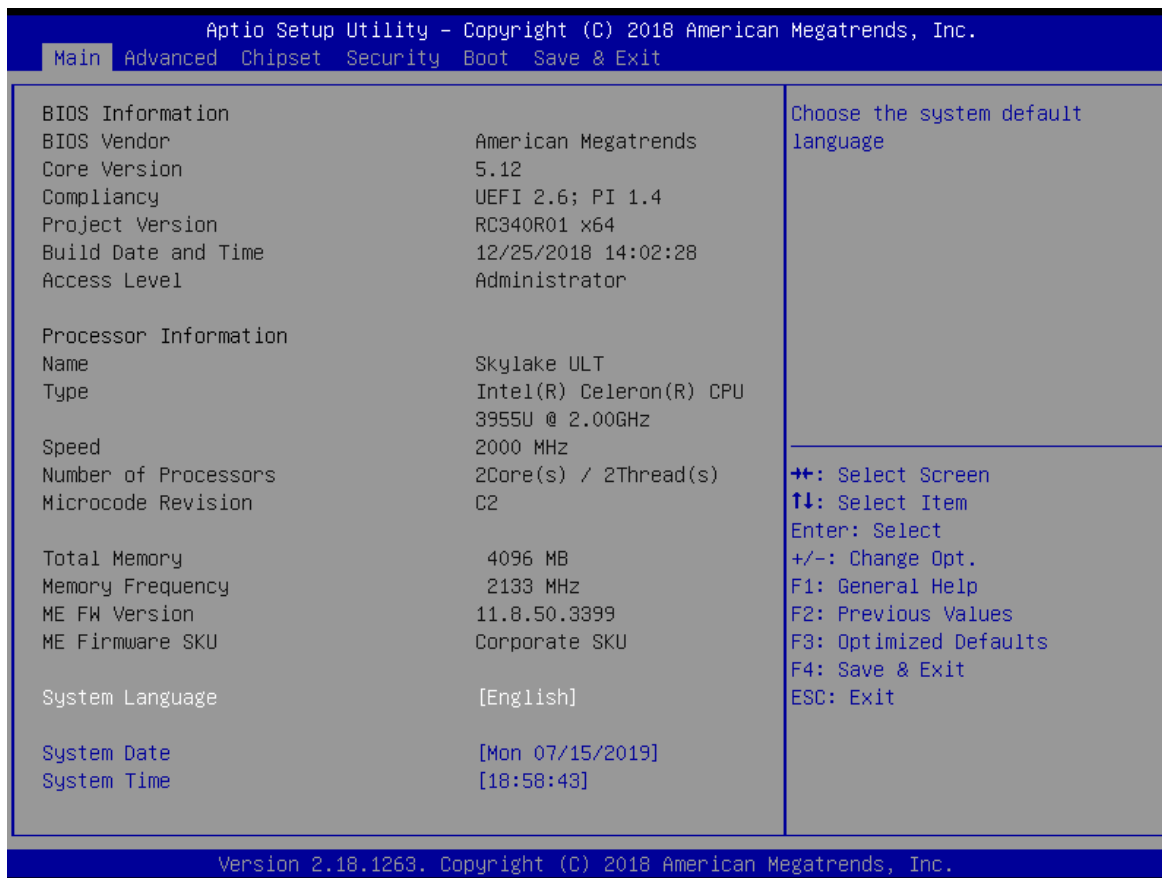 Aptio Setup Utility – Copyright (C) 2018 American Megatrends, Inc.
Main Advanced Chipset Security Boot Save & Exit
BIOS Information
BIOS Vendor American Megatrends
Core Version 5.12
Compliancy UEFI 2.6; PI 1.4
Project Version RC340R01 x64
Build Date and Time 12/25/2018 14:02:28
Access Level Administrator
Processor Information
Name Skylake ULT
Type Intel(R) Celeron(R) CPU
3955U @ 2.00GHz
Speed 2000 MHz
Number of Processors 2Core(s) / 2Thread(s)
Microcode Revision C2
Total Memory 4096 MB
Memory Frequency 2133 MHz
ME FW Version 11.8.50.3399
ME Firmware SKU Corporate SKU
System Language [English]
System Date [Mon 07/15/2019]
System Time [18:58:43]
Choose the system default
language
→←: Select Screen
↑↓: Select Item
Enter: Select
+/-: Change Opt.
F1: General Help
F2: Previous Values
F3: Optimized Defaults
F4: Save & Exit
ESC: Exit
Version 2.18.1263. Copyright (C) 2018 American Megatrends, Inc.